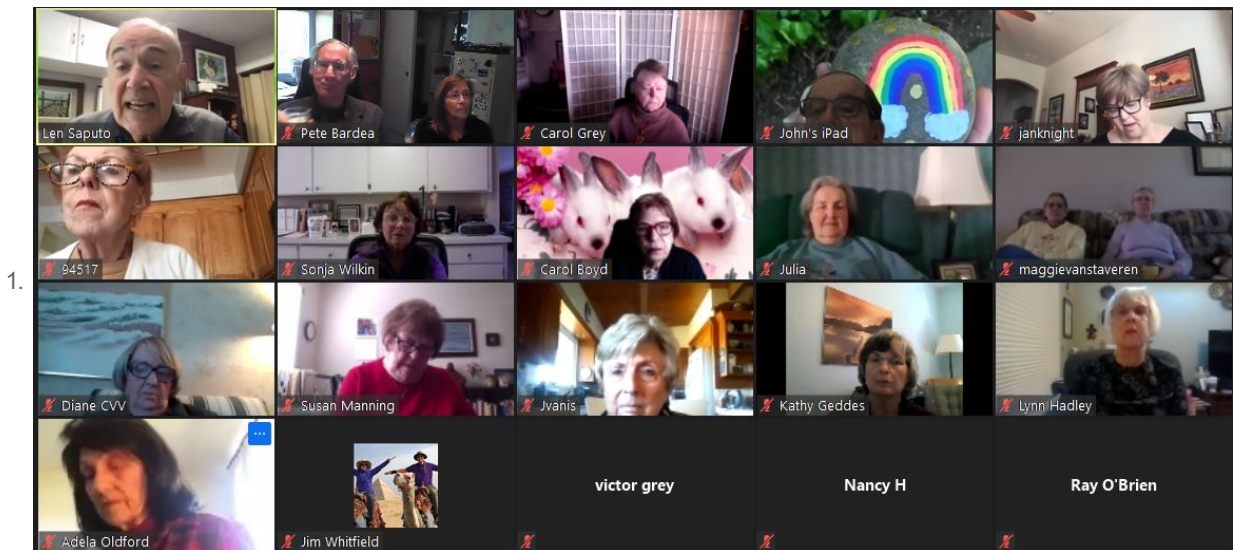 Len Saputo
Pete Bardea
Carol Grey
John's iPad
janknight
94517
Sonja Wilkin
Carol Boyd
Julia
maggievanstaveren
1.
Diane CVV
Susan Manning
Jvanis
Kathy Geddes
Lynn Hadley
Adela Oldford
Jim Whitfield
victor grey
Nancy H
Ray O'Brien